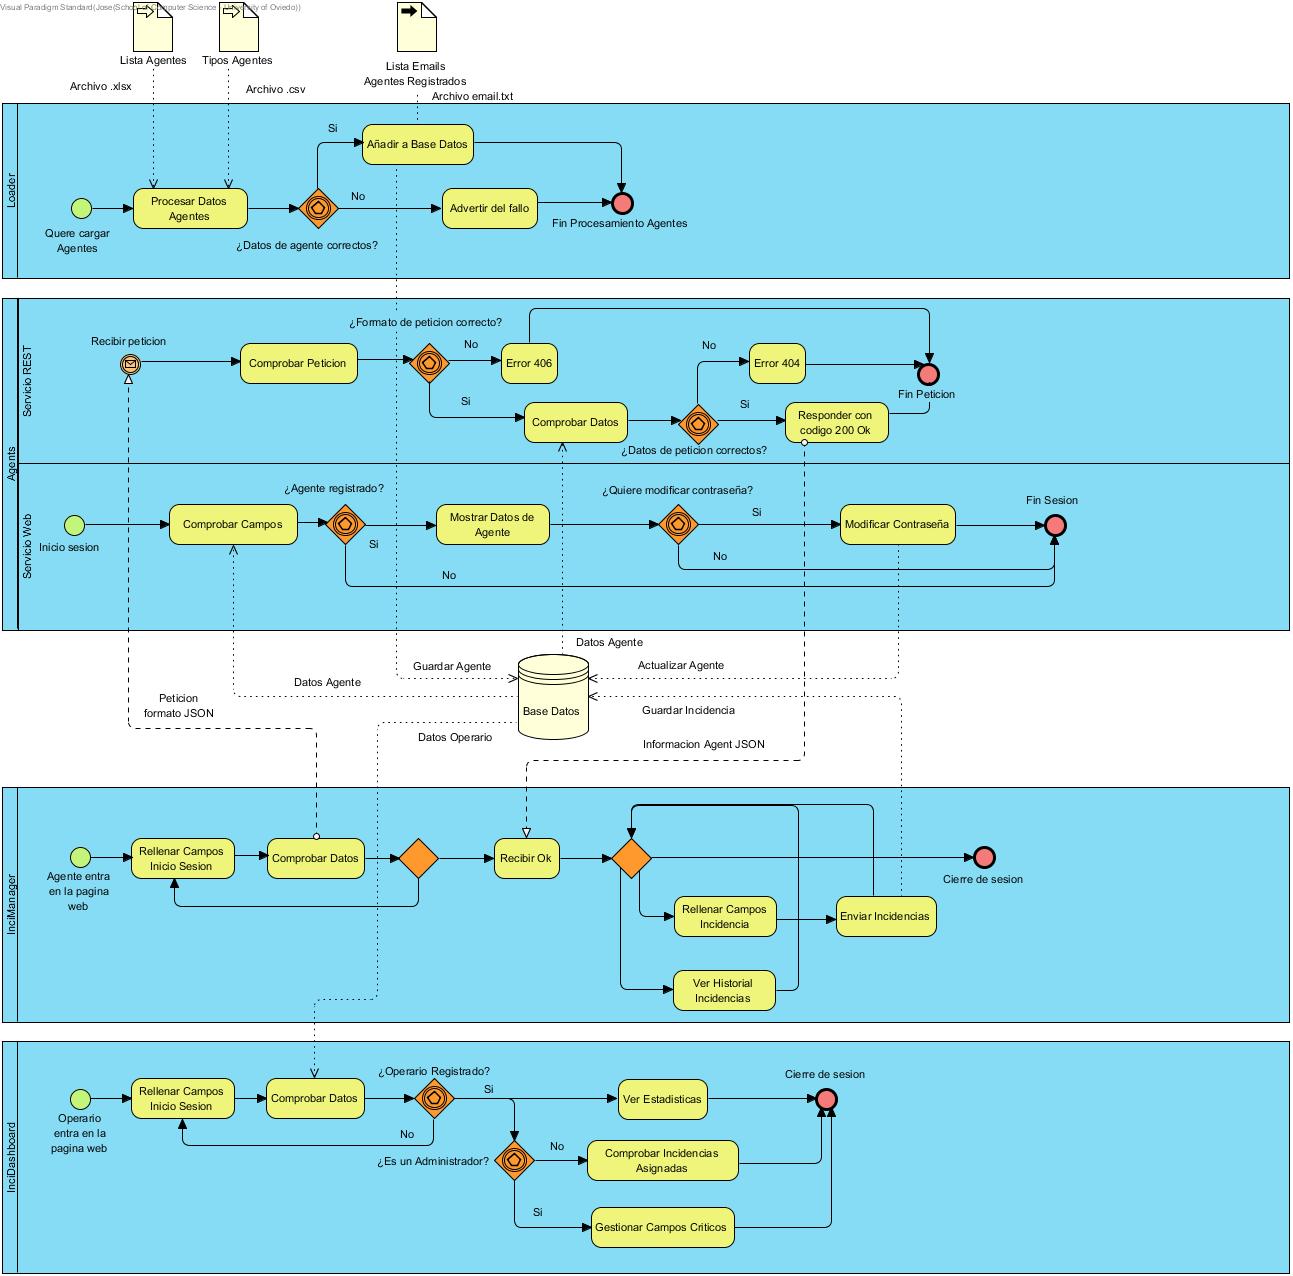 Visual Paradigm Standard(Jose(School of Computer Science - University of Oviedo))
Lista Agentes
Tipos Agentes
Lista Emails
Agentes Registrados
Archivo .xlsx
Archivo .csv
Archivo email.txt
Loader
Si
Añadir a Base Datos
Procesar Datos
Agentes
No
Advertir del fallo
Quere cargar
Agentes
¿Datos de agente correctos?
Fin Procesamiento Agentes
Agents
Servicio REST
¿Formato de peticion correcto?
Recibir peticion
Comprobar Peticion
No
Error 406
No
Error 404
Fin Peticion
Si
Comprobar Datos
Si
Responder con
codigo 200 Ok
¿Datos de peticion correctos?
Servicio Web
¿Agente registrado?
¿Quiere modificar contraseña?
Fin Sesion
Inicio sesion
Comprobar Campos
Si
Mostrar Datos de
Agente
Si
Modificar Contraseña
No
No
Datos Agente
Guardar Agente
Actualizar Agente
Datos Agente
Peticion
formato JSON
Base Datos
Guardar Incidencia
Datos Operario
Informacion Agent JSON
InciManager
Rellenar Campos
Inicio Sesion
Comprobar Datos
Recibir Ok
Agente entra
en la pagina
web
Cierre de sesion
Rellenar Campos
Incidencia
Enviar Incidencias
Ver Historial
Incidencias
InciDashboard
¿Operario Registrado?
Cierre de sesion
Rellenar Campos
Inicio Sesion
Comprobar Datos
Si
Ver Estadisticas
Operario
entra en la
pagina web
No
¿Es un Administrador?
No
Comprobar Incidencias
Asignadas
Si
Gestionar Campos Criticos